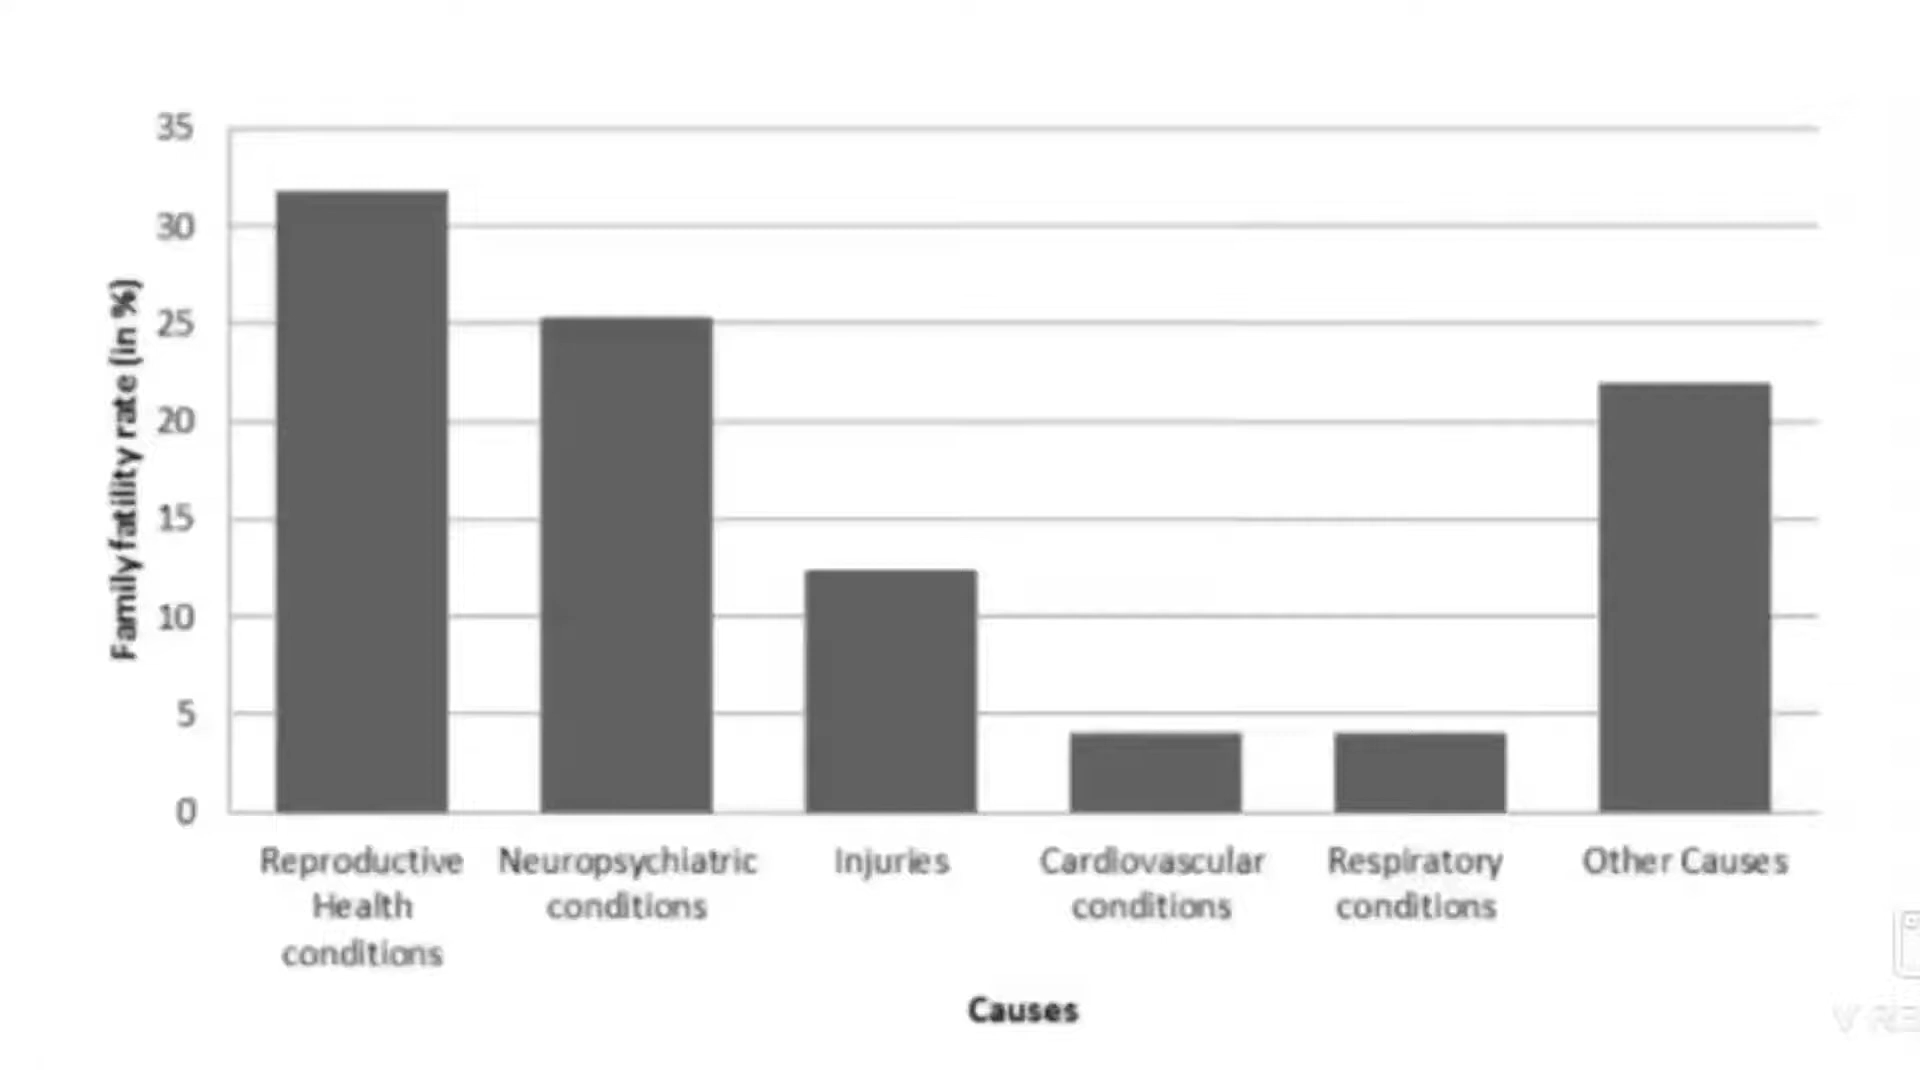 35
30
25
20
15
10
5
0
Family fatility rate (in %)
Reproductive
Health
conditions
Neuropsychiatric
conditions
Injuries
Cardiovascular
conditions
Respiratory
conditions
Other Causes
Causes